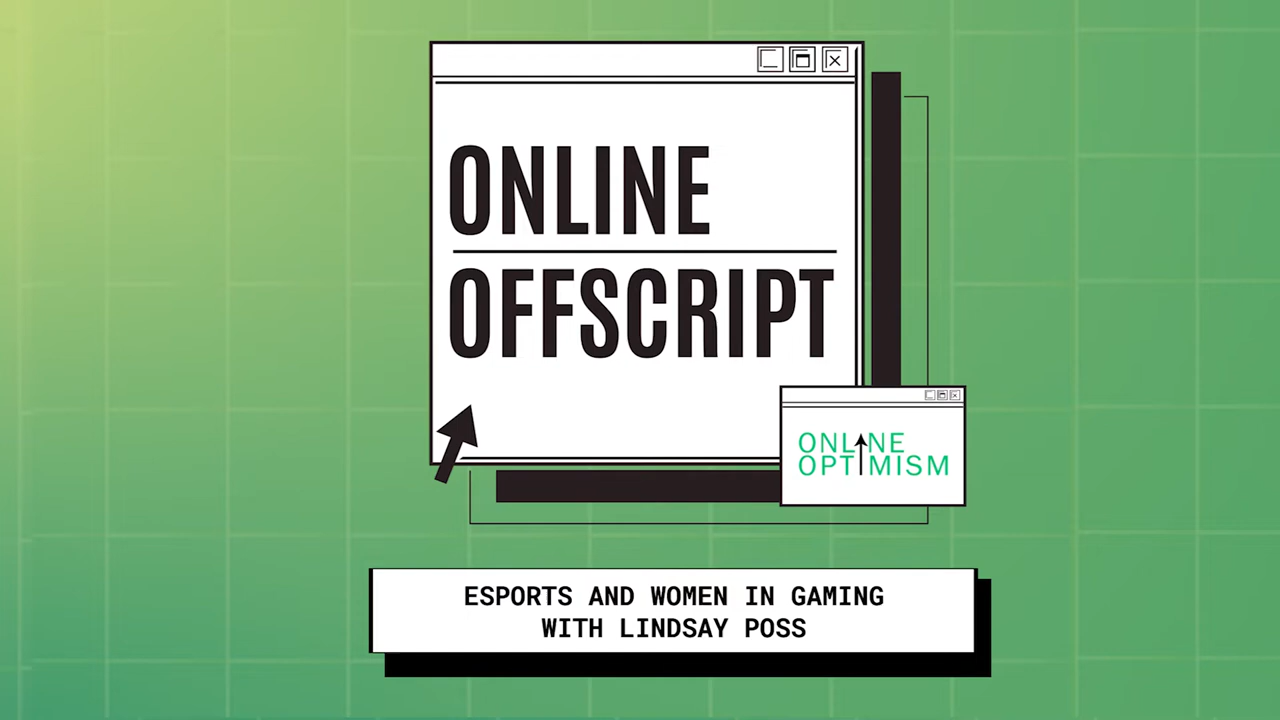 ONLINE
OFFSCRIPT
ONLINE
OPTIMISM
ESPORTS AND WOMEN IN GAMING
WITH LINDSAY POSS